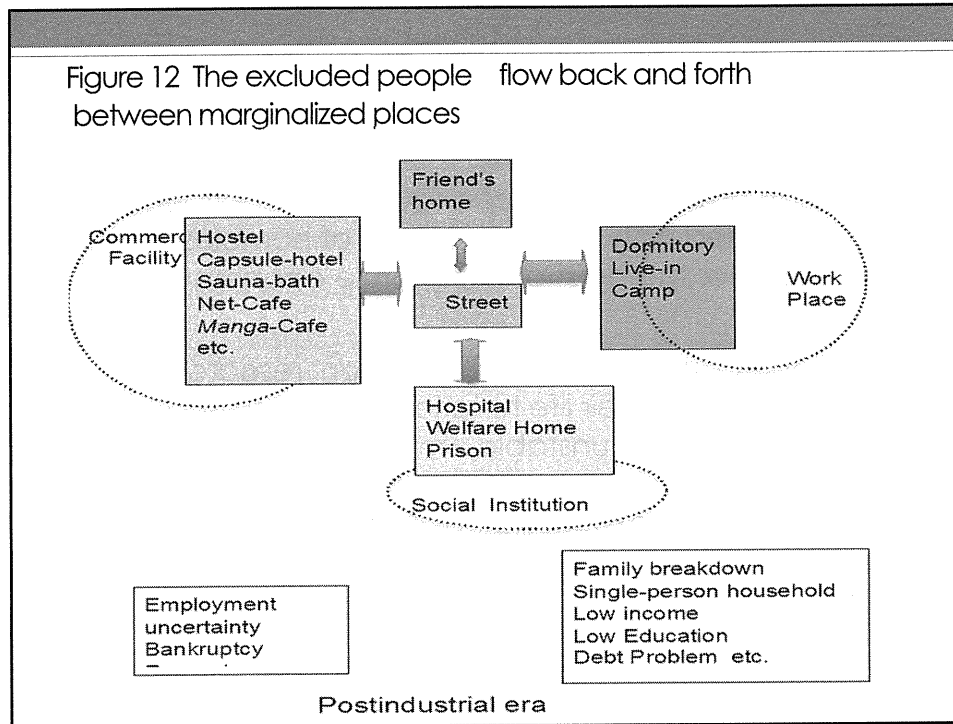 Figure 12 The excluded people flow back and forth
between marginalized places
Friend's
home
Commerc
Facility
Hostel
Capsule-hotel
Sauna-bath
Net-Cafe
Manga-Cafe
etc.
Street
Dormitory
Live-in
Camp
Work
Place
Hospital
Welfare Home
Prison
Social Institution
Employment
uncertainty
Bankruptcy
Family breakdown
Single-person household
Low income
Low Education
Debt Problem etc.
Postindustrial era